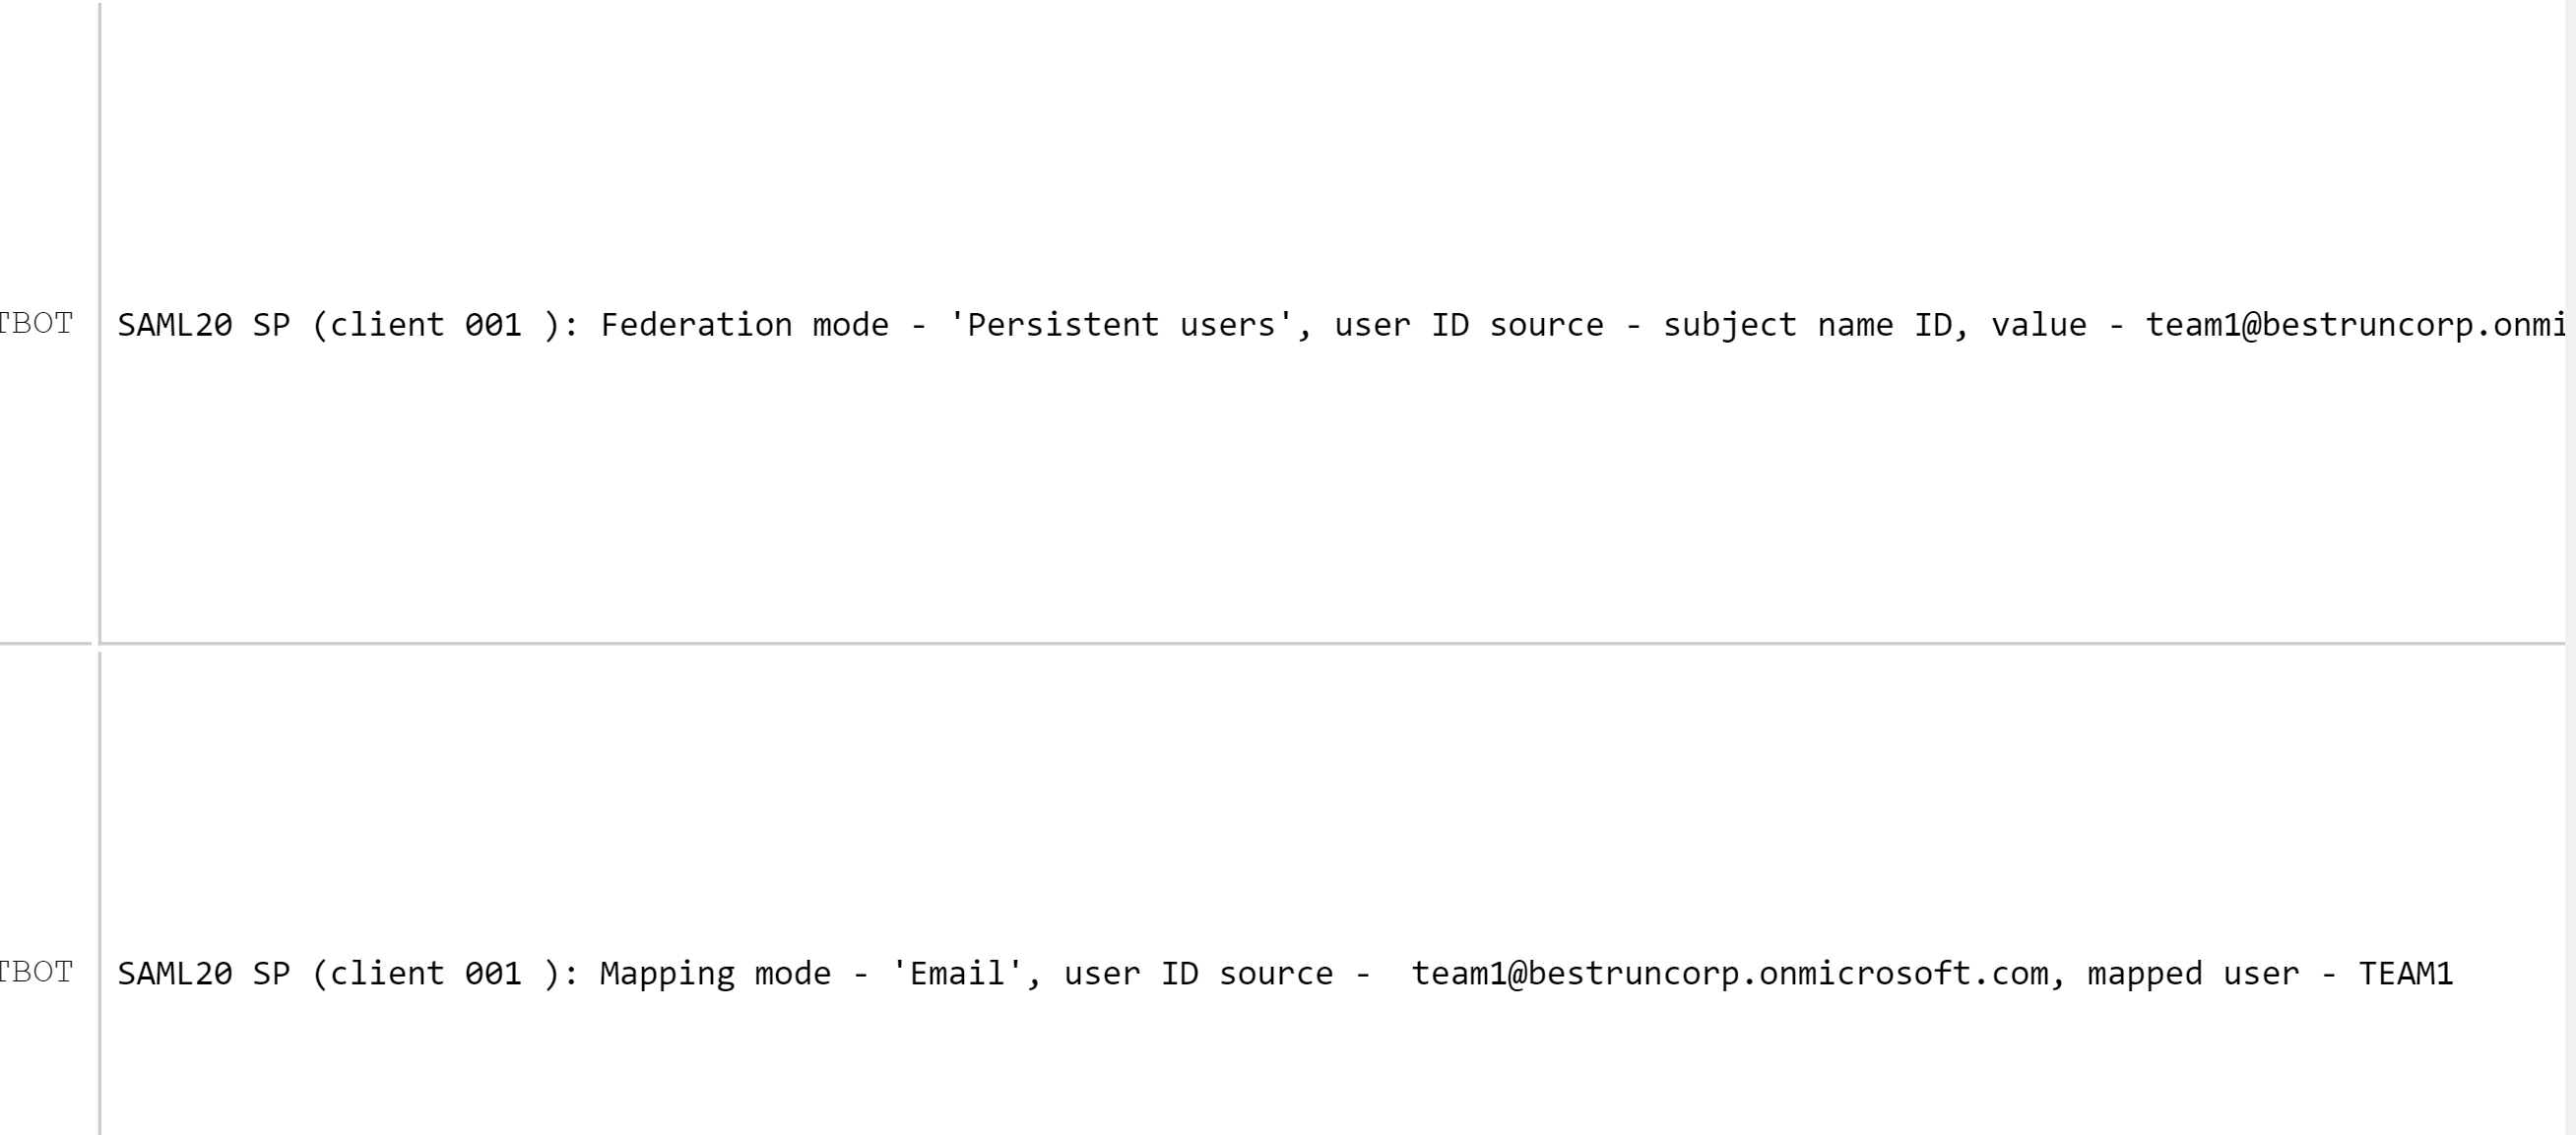 TBOT SAML20 SP (client 001 ): Federation mode - 'Persistent users', user ID source - subject name ID, value - team1@bestruncorp.onmi
TBOT SAML20 SP (client 001 ): Mapping mode - 'Email', user ID source -  team1@bestruncorp.onmicrosoft.com, mapped user - TEAM1